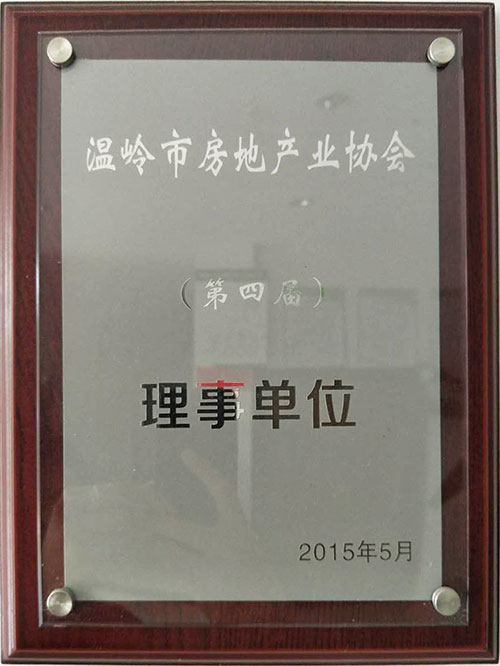 温岭市房地产业协会
（第四届）
理事单位
2015年5月